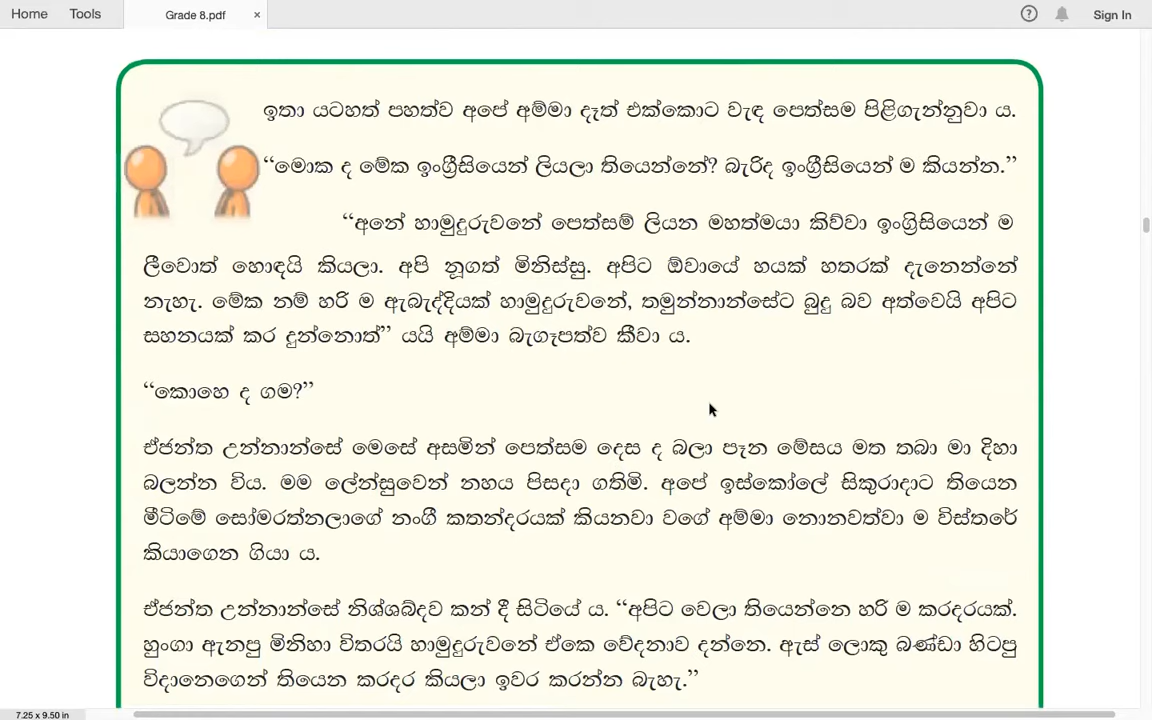 Home Tools Grade 8.pdf × Sign In
ඉතා යටහත් පහත්ව අපේ අම්මා දෑත් එක්කොට වැඳ පෙත්සම පිළිගැන්නුවා ය.
“මොක ද මේක ඉංග්‍රීසියෙන් ලියලා තියෙන්නේ? බැරිද ඉංග්‍රීසියෙන් ම කියන්න.”
“අනේ හාමුදුරුවනේ පෙත්සම් ලියන මහත්මයා කිව්වා ඉංග්‍රිසියෙන් ම
ලීවොත් හොඳයි කියලා. අපි නූගත් මිනිස්සු. අපිට ඕවායේ හයක් හතරක් දැනෙන්නේ
නැහැ. මේක නම් හරි ම ඇබැද්දියක් හාමුදුරුවනේ, තමුන්නාන්සේට බුදු බව අත්වෙයි අපිට
සහනයක් කර දුන්නොත්” යයි අම්මා බැගෑපත්ව කීවා ය.
“කොහෙ ද ගම?”
ඒජන්ත උන්නාන්සේ මෙසේ අසමින් පෙත්සම දෙස ද බලා පෑන මේසය මත තබා මා දිහා
බලන්න විය. මම ලේන්සුවෙන් නහය පිසදා ගතිමි. අපේ ඉස්කෝලේ සිකුරාදාට තියෙන
මීටිමේ සෝමරත්නලාගේ නංගී කතන්දරයක් කියනවා වගේ අම්මා නොනවත්වා ම විස්තරේ
කියාගෙන ගියා ය.
ඒජන්ත උන්නාන්සේ නිශ්ශබ්දව කන් දී සිටියේ ය. “අපිට වෙලා තියෙන්නෙ හරි ම කරදරයක්.
හුංගා ඇනපු මිනිහා විතරයි හාමුදුරුවනේ ඒකෙ වේදනාව දන්නෙ. ඇස් ලොකු බණ්ඩා හිටපු
විදානෙගෙන් තියෙන කරදර කියලා ඉවර කරන්න බැහැ.”
7.25 x 9.50 in